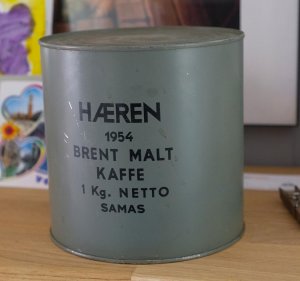 HÆREN
1954
BRENT MALT
KAFFE
1 Kg. NETTO
SAMAS